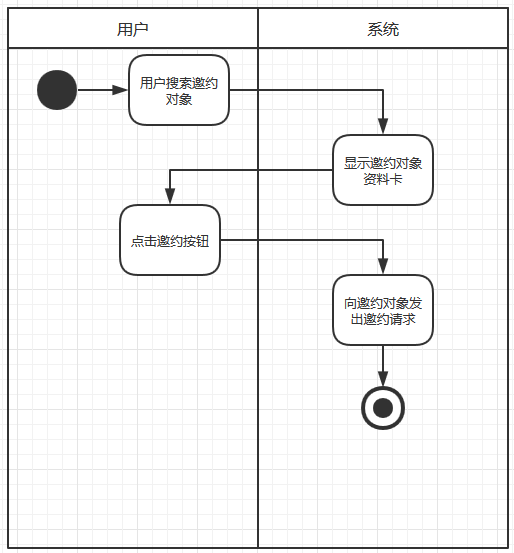 用户
系统
用户搜索邀约
对象
显示邀约对象
资料卡
点击邀约按钮
向邀约对象发
出邀约请求